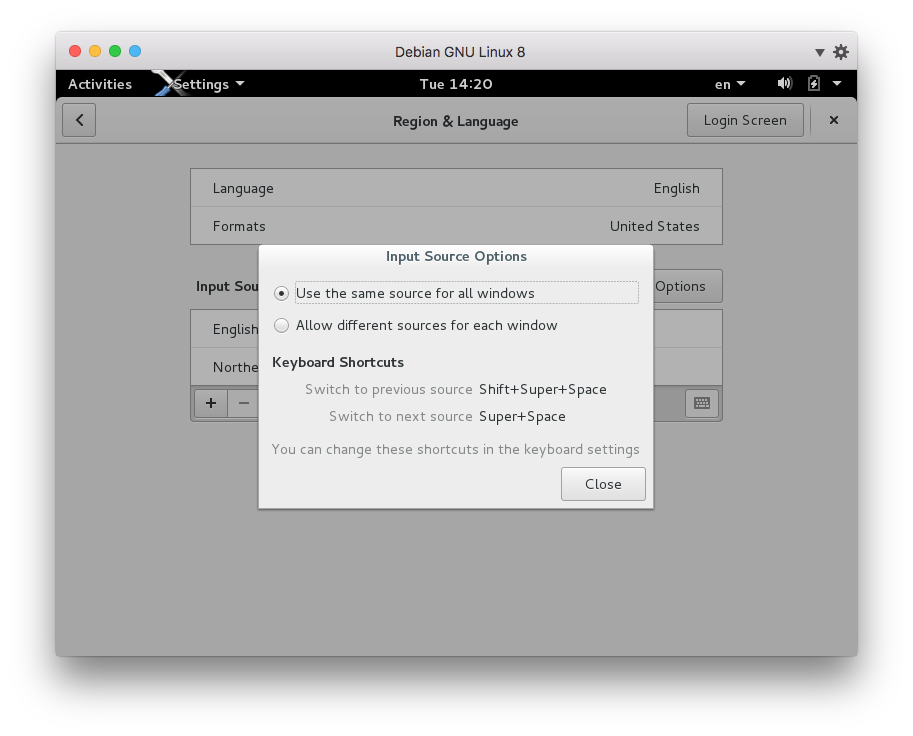 Debian GNU Linux 8
Activities Settings Tue 14:20 en
Region & Language Login Screen
Language English
Formats United States
Input Source Options
Input Sou Options
Use the same source for all windows
English
Allow different sources for each window
Keyboard Shortcuts
Northe
Switch to previous source Shift+Super+Space
Switch to next source Super+Space
You can change these shortcuts in the keyboard settings
Close